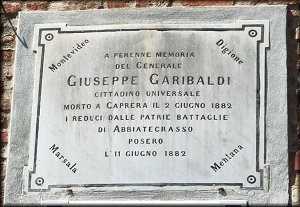 Montevideo
Digione
A PERENNE MEMORIA
DEL GENERALE
GIUSEPPE GARIBALDI
CITTADINO UNIVERSALE
MORTO A CAPRERA IL 2 GIUGNO 1882
I REDUCI DALLE PATRIE BATTAGLIE
DI ABBIATEGRASSO
POSERO
L'11 GIUGNO 1882
Marsala
Mentana